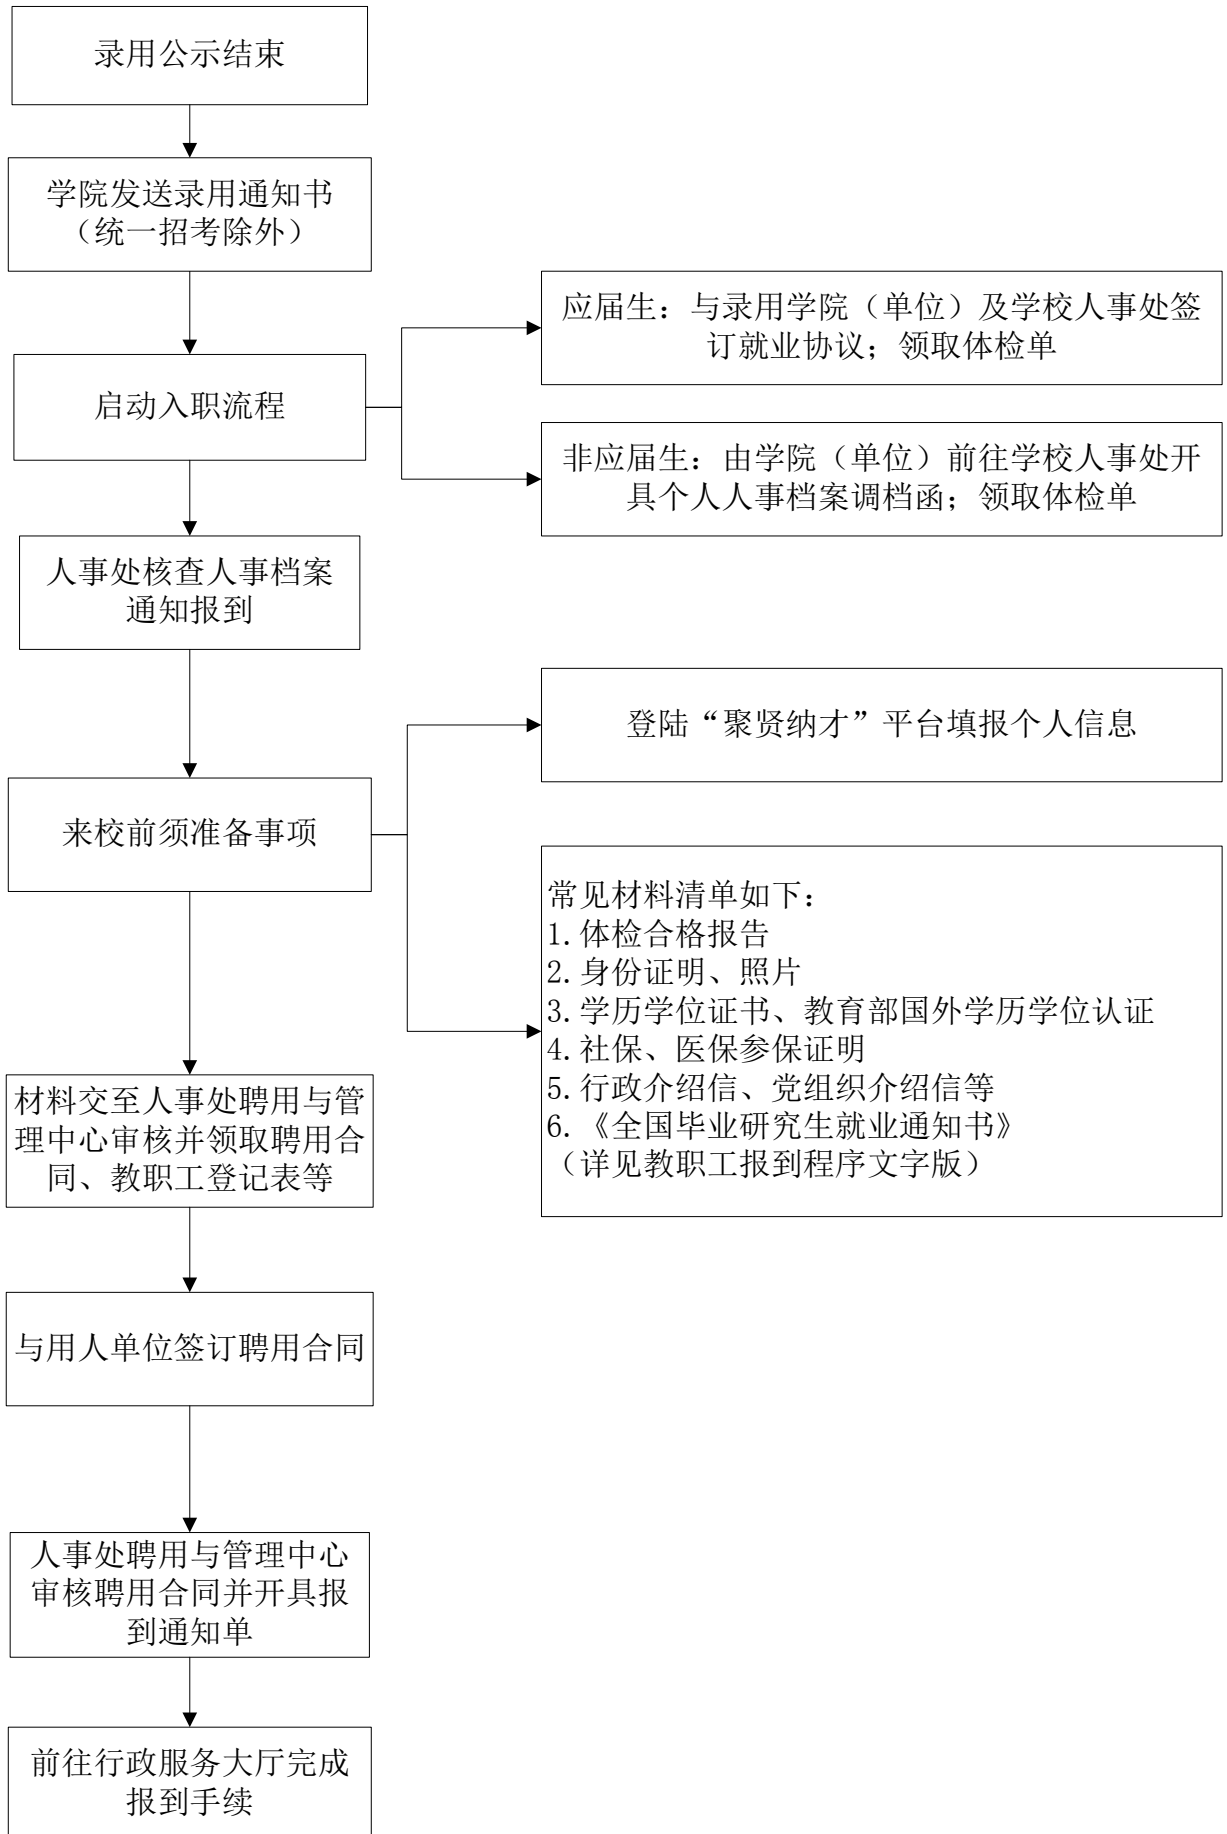 录用公示结束
学院发送录用通知书
（统一招考除外）
应届生：与录用学院（单位）及学校人事处签
订就业协议；领取体检单
启动入职流程
非应届生：由学院（单位）前往学校人事处开
具个人人事档案调档函；领取体检单
人事处核查人事档案
通知报到
登陆“聚贤纳才”平台填报个人信息
来校前须准备事项
常见材料清单如下：
1.体检合格报告
2.身份证明、照片
3.学历学位证书、教育部国外学历学位认证
4.社保、医保参保证明
5.行政介绍信、党组织介绍信等
6.《全国毕业研究生就业通知书》
（详见教职工报到程序文字版）
材料交至人事处聘用与管
理中心审核并领取聘用合
同、教职工登记表等
与用人单位签订聘用合同
人事处聘用与管理中心
审核聘用合同并开具报
到通知单
前往行政服务大厅完成
报到手续